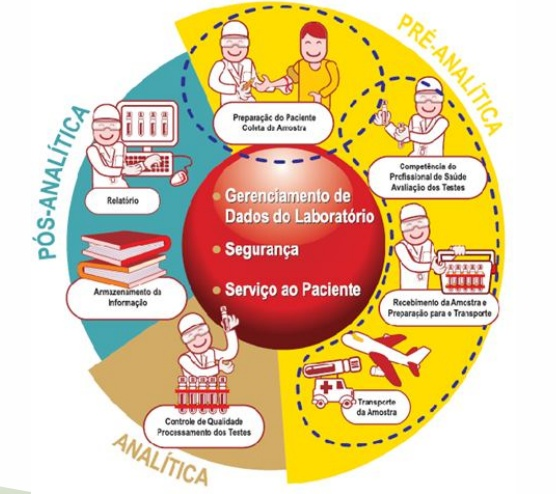 PRÉ-ANALÍTICA
Preparação do Paciente
Coleta da Amostra
Competência do
Profissional de Saúde
Avaliação dos Testes
Recebimento da Amostra e
Preparação para o Transporte
Transporte
da Amostra
ANALÍTICA
Controle de Qualidade
Processamento dos Testes
PÓS-ANALÍTICA
Relatório
Armazenamento da
Informação
• Gerenciamento de
Dados do Laboratório
• Segurança
• Serviço ao Paciente